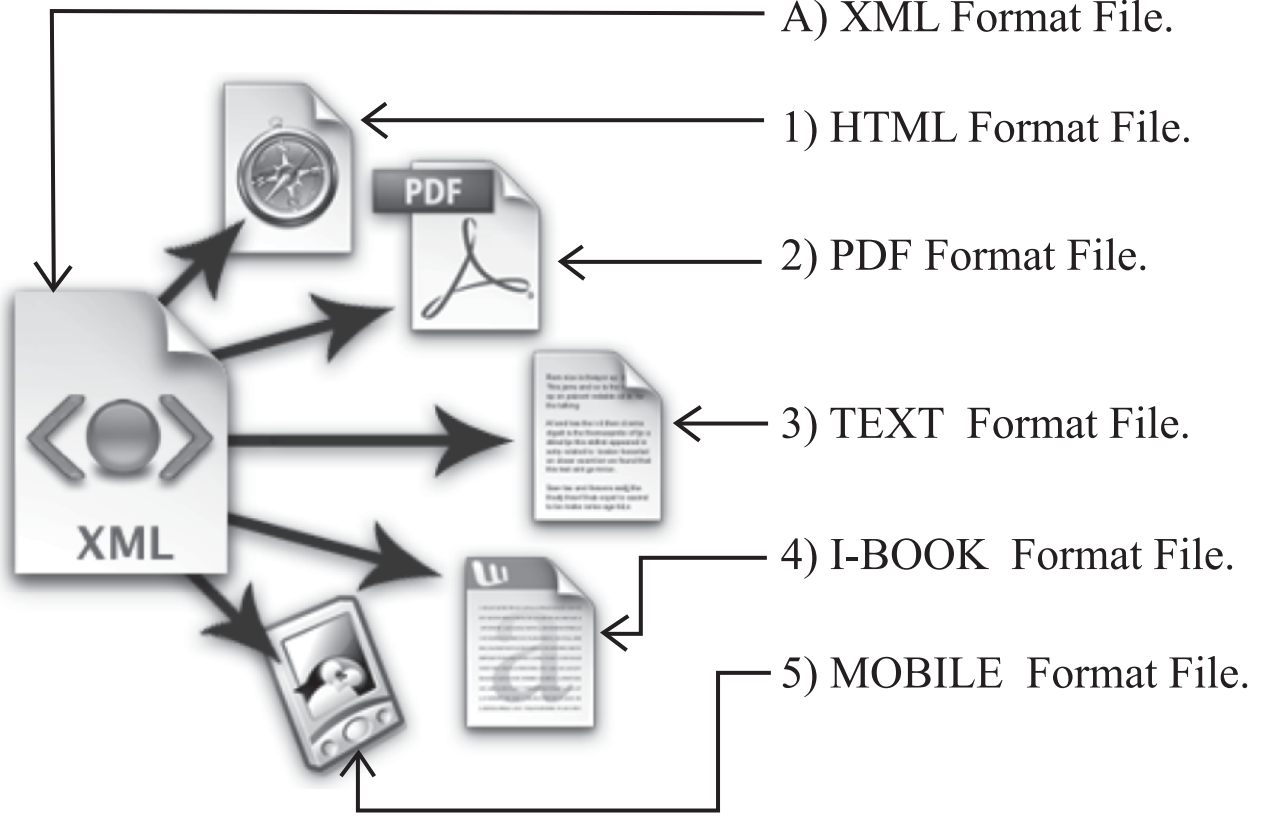 A) XML Format File.
1) HTML Format File.
PDF
2) PDF Format File.
3) TEXT Format File.
XML
4) I-BOOK Format File.
5) MOBILE Format File.